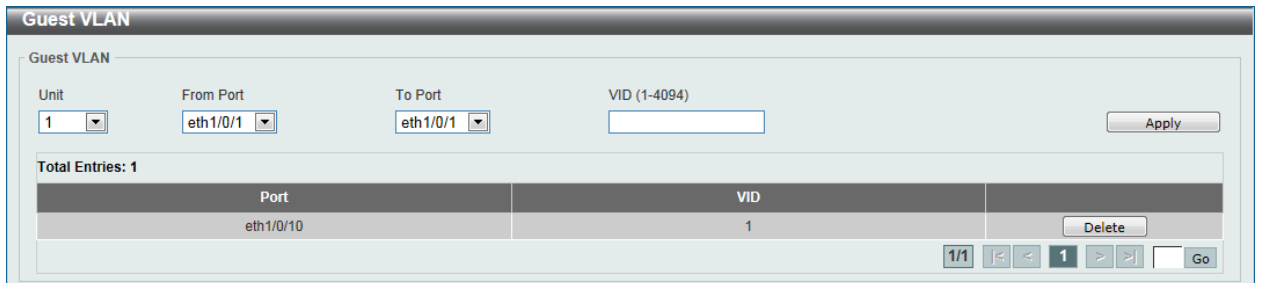 Guest VLAN
Guest VLAN
Unit From Port To Port VID (1-4094)
1 eth1/0/1 eth1/0/1 Apply
Total Entries: 1
Port VID
eth1/0/10 1 Delete
1/1 |< < 1 > >| Go